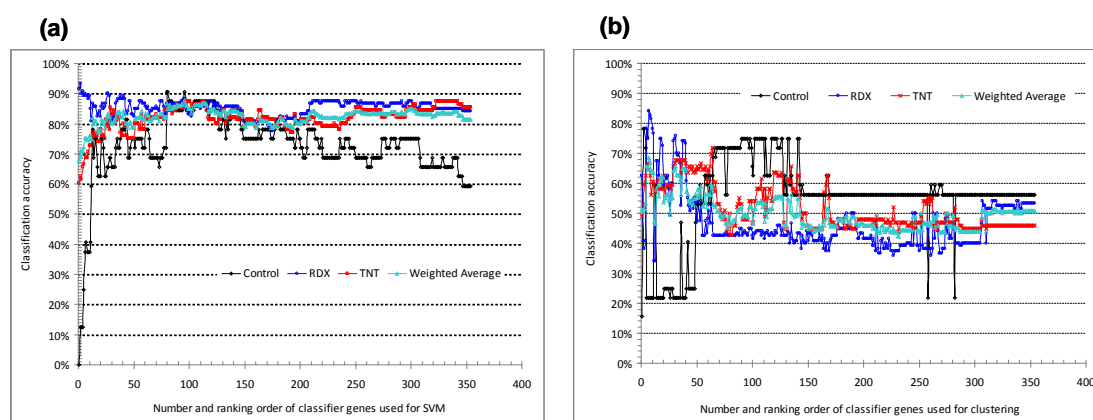 (a)
(b)
Classification accuracy
100%
90%
80%
70%
60%
50%
40%
30%
20%
10%
0%
Control RDX TNT Weighted Average
0 50 100 150 200 250 300 350 400
Number and ranking order of classifier genes used for SVM
Classification accuracy
100%
90%
80%
70%
60%
50%
40%
30%
20%
10%
0%
Control RDX TNT Weighted Average
0 50 100 150 200 250 300 350 400
Number and ranking order of classifier genes used for clustering